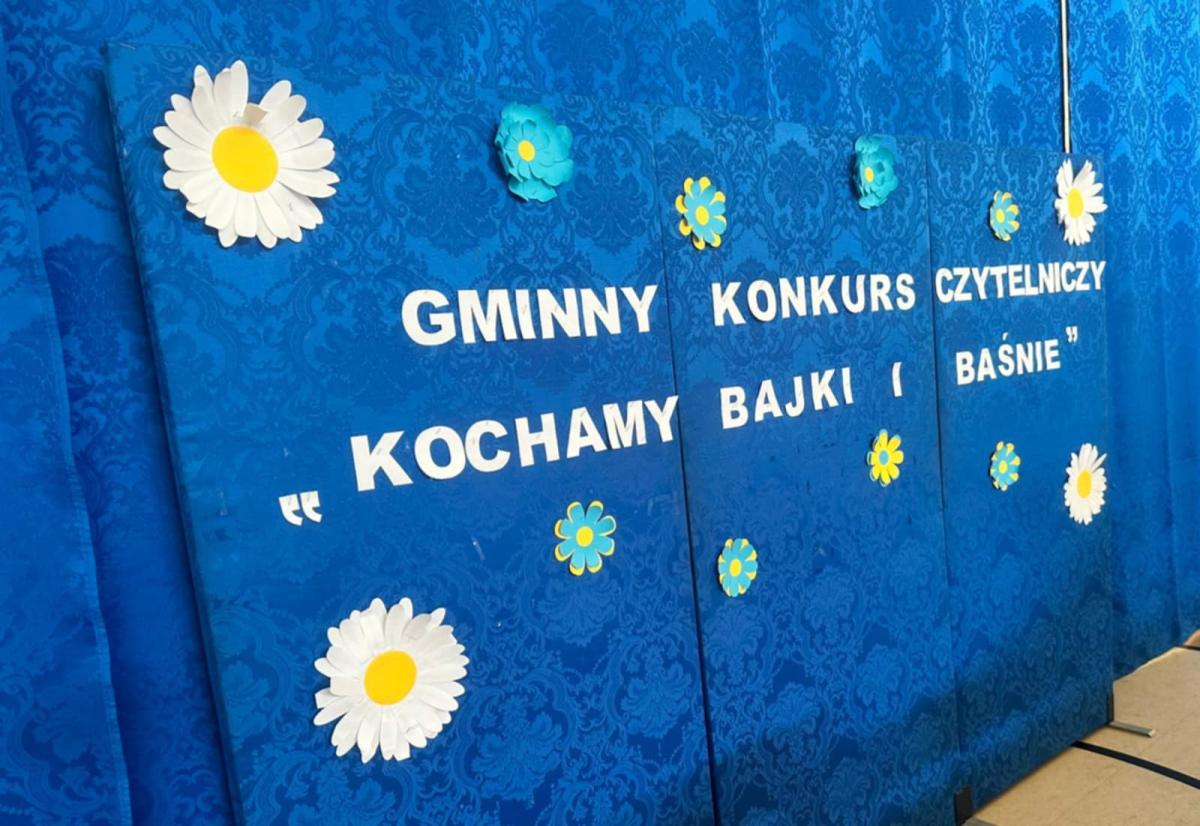 GMINNY KONKURS CZYTELNICZY
„ KOCHAMY BAJKI I BAŚNIE”